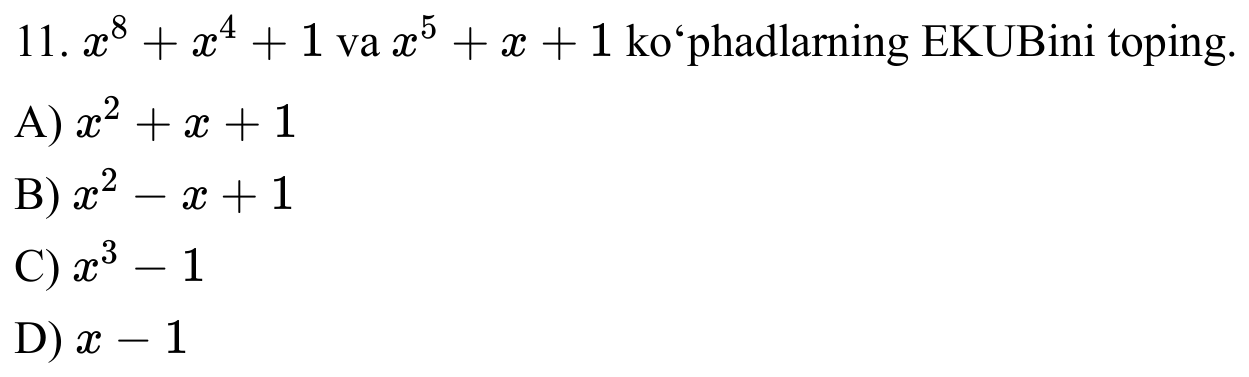 11. $x^8 + x^4 + 1$ va $x^5 + x + 1$ ko‘phadlarning EKUBini toping.
A) $x^2 + x + 1$
B) $x^2 - x + 1$
C) $x^3 - 1$
D) $x - 1$